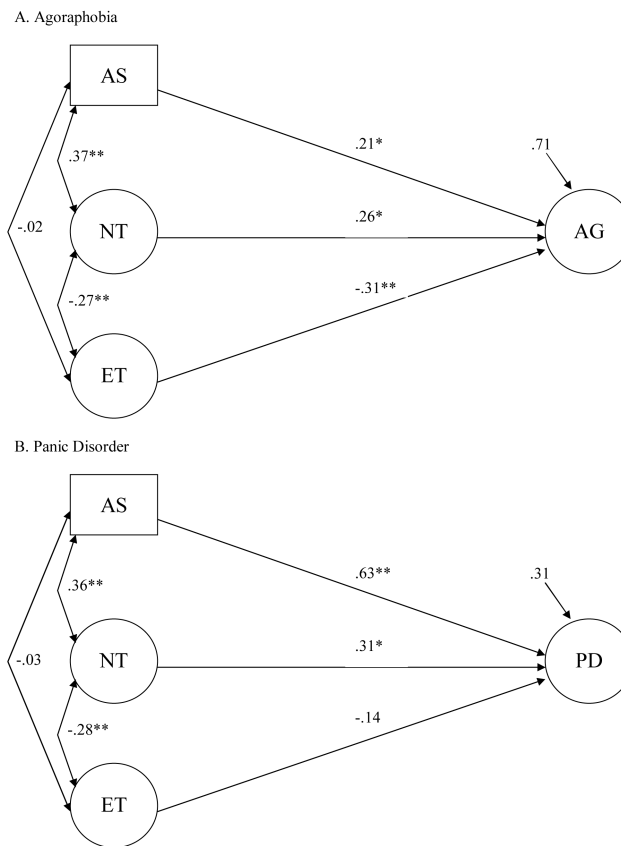 A. Agoraphobia
AS
.21*
.71
.37**
-.02
NT
.26*
AG
-.27**
-.31**
ET
B. Panic Disorder
AS
.63**
.31
.36**
-.03
NT
.31*
PD
-.28**
-.14
ET